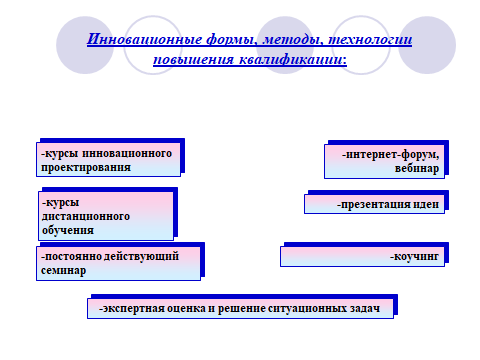 Инновационные формы, методы, технологии
повышения квалификации:
-курсы инновационного
проектирования
-интернет-форум,
вебинар
-курсы
дистанционного
обучения
-презентация идеи
-постоянно действующий
семинар
-коучинг
-экспертная оценка и решение ситуационных задач